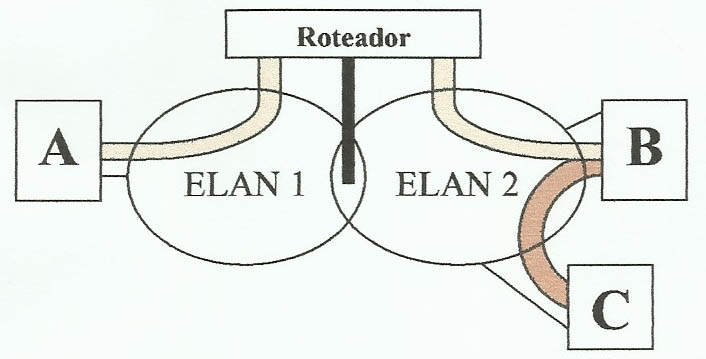 Roteador
A
B
ELAN 1
ELAN 2
C